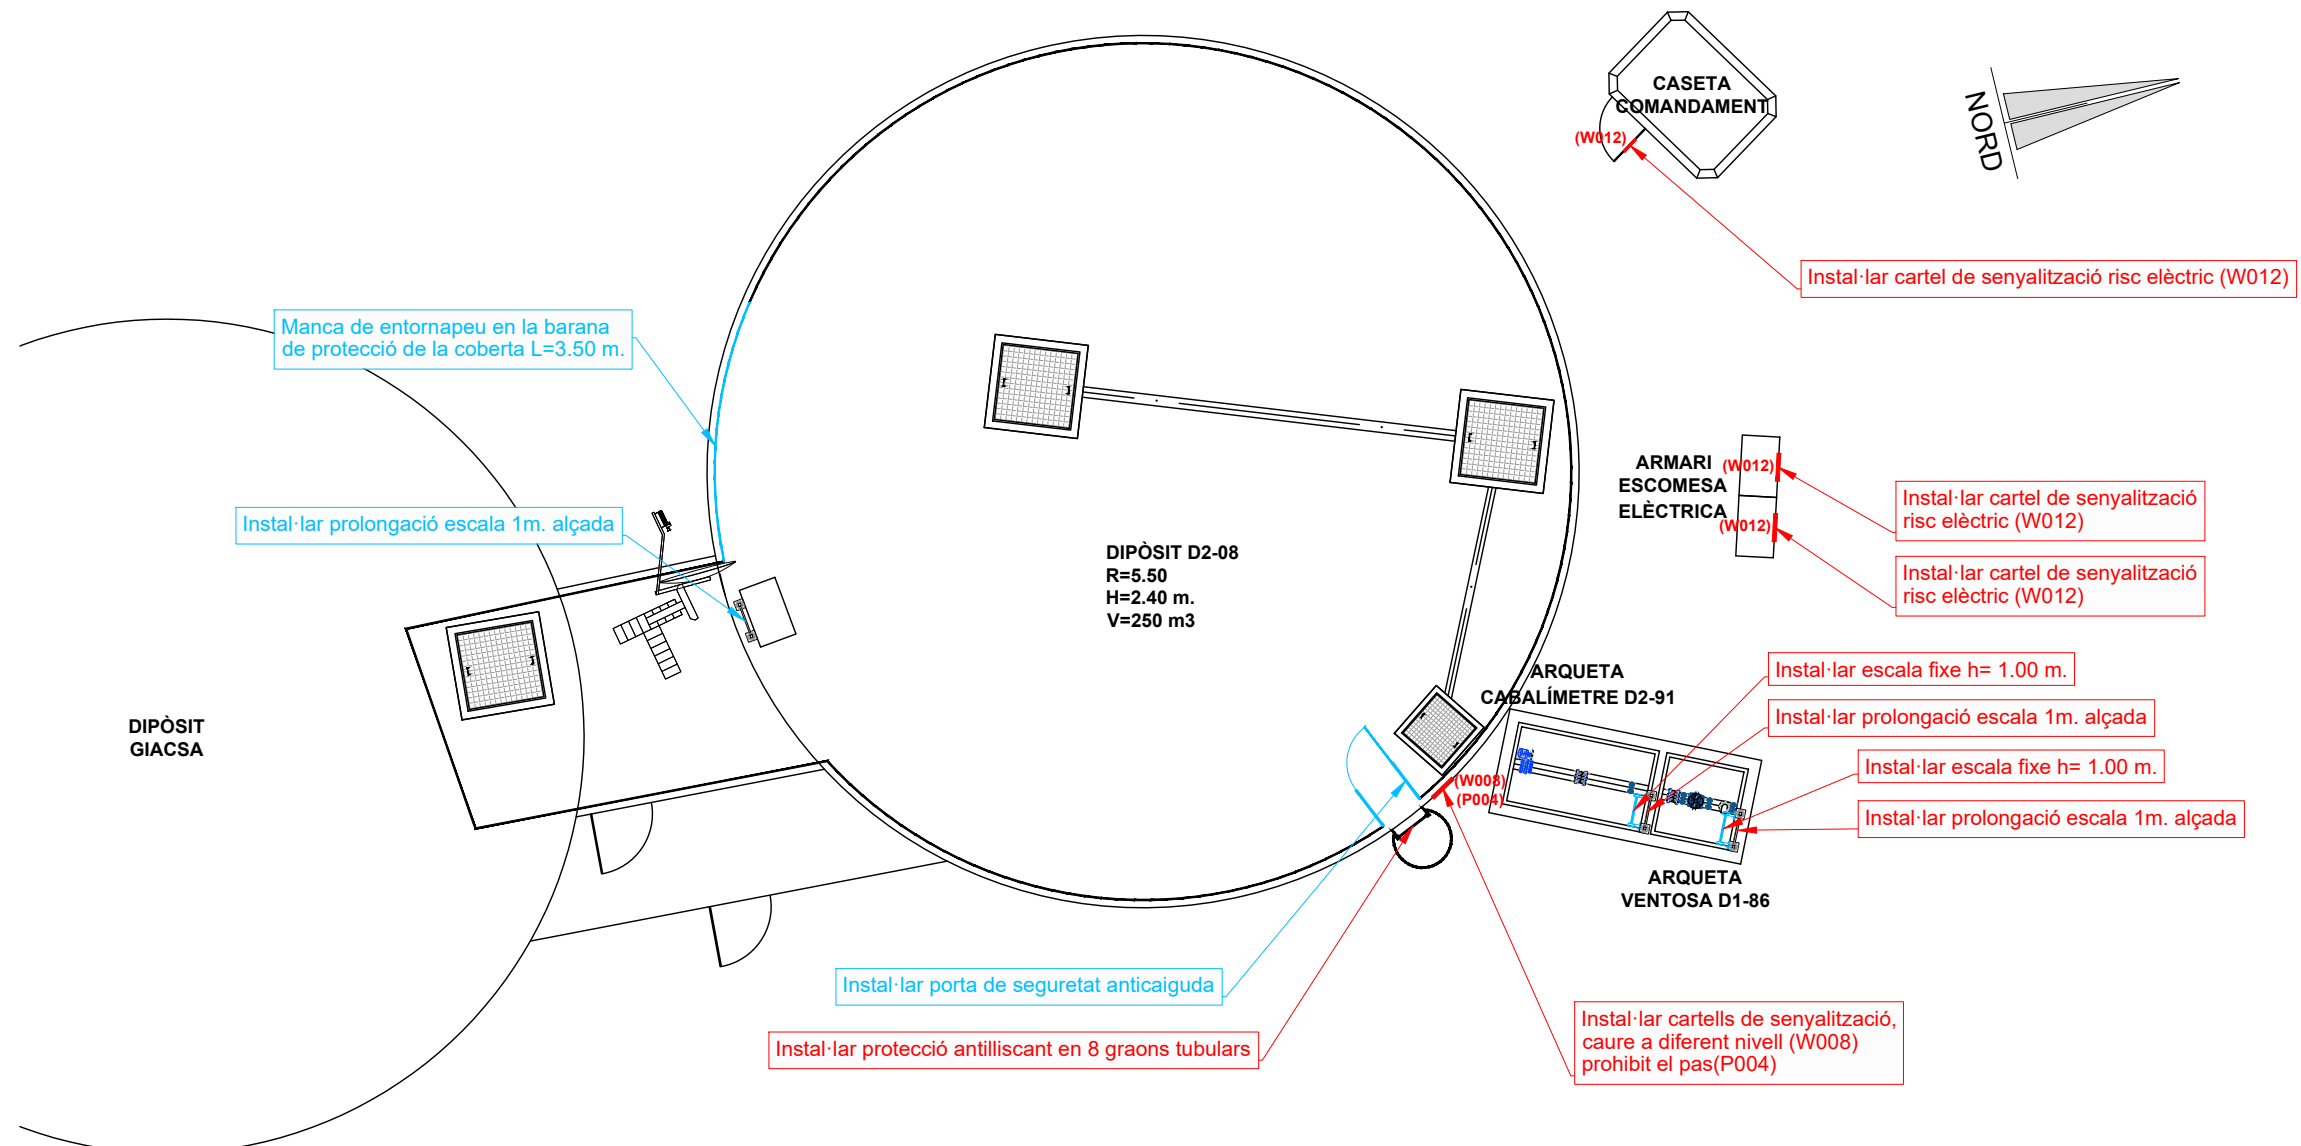 CASETA
COMANDAMENT
(W012)
NORD
Instal·lar cartel de senyalització risc elèctric (W012)
Manca de entornapeu en la barana
de protecció de la coberta L=3.50 m.
Instal·lar prolongació escala 1m. alçada
ARMARI
ESCOMESA
ELÈCTRICA
(W012)
(W012)
Instal·lar cartel de senyalització
risc elèctric (W012)
Instal·lar cartel de senyalització
risc elèctric (W012)
DIPÒSIT D2-08
R=5.50
H=2.40 m.
V=250 m3
DIPÒSIT
GIACSA
ARQUETA
CABALÍMETRE D2-91
Instal·lar escala fixe h= 1.00 m.
Instal·lar prolongació escala 1m. alçada
Instal·lar escala fixe h= 1.00 m.
Instal·lar prolongació escala 1m. alçada
(W008)
(P004)
ARQUETA
VENTOSA D1-86
Instal·lar porta de seguretat anticaiguda
Instal·lar protecció antilliscant en 8 graons tubulars
Instal·lar cartells de senyalització,
caure a diferent nivell (W008)
prohibit el pas(P004)